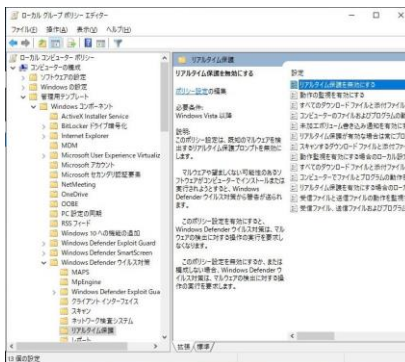 ローカル グループ ポリシー エディター
ファイル(F) 操作(A) 表示(V) ヘルプ(H)
ローカル コンピューター ポリシー
コンピューターの構成
ソフトウェアの設定
Windows の設定
管理用テンプレート
Windows コンポーネント
ActiveX Installer Service
BitLocker ドライブ暗号化
Internet Explorer
MDM
Microsoft User Experience Virtualiz
Microsoft アカウント
Microsoft セカンダリ認証要素
NetMeeting
OneDrive
OOBE
PC 設定の同期
RSS フィード
Windows 10 への機能の追加
Windows Defender Exploit Guard
Windows Defender SmartScreen
Windows Defender ウイルス対策
MAPS
MpEngine
Windows Defender Exploit Gua
クライアント インターフェイス
スキャン
ネットワーク検査システム
リアルタイム保護
レポート
13 個の設定
リアルタイム保護
リアルタイム保護を無効にする
ポリシー設定の編集
必要条件:
Windows Vista 以降
説明:
このポリシー設定は、既知のマルウェアを検
出するリアルタイム保護プロンプトを無効に
します。
マルウェアや望ましくない可能性のあるソ
フトウェアがコンピューターでインストールまたは
実行されようとすると、Windows
Defender ウイルス対策から警告が送られ
ます。
このポリシー設定を有効にすると、
Windows Defender ウイルス対策は、マル
ウェアの検出に対する操作の実行を要求し
なくなります。
このポリシー設定を無効にするか、または
構成しない場合、Windows Defender ウ
イルス対策は、マルウェアの検出に対する操
作の実行を要求します。
設定
リアルタイム保護を無効にする
動作の監視を有効にする
すべてのダウンロード ファイルと添付ファイ
コンピューターのファイルおよびプログラムの動
未加工ボリューム書き込み通知を有効にす
リアルタイム保護が有効な場合は常にプロ
スキャンするダウンロード ファイルと添付ファイ
動作監視を有効にする場合のローカル設定
すべてのダウンロード ファイルと添付ファイ
コンピューターでファイルとプログラムの動作を
リアルタイム保護を有効にする場合のローカ
受信ファイルと送信ファイルの動作を監視
受信ファイル、送信ファイルおよびプログラム
拡張 標準